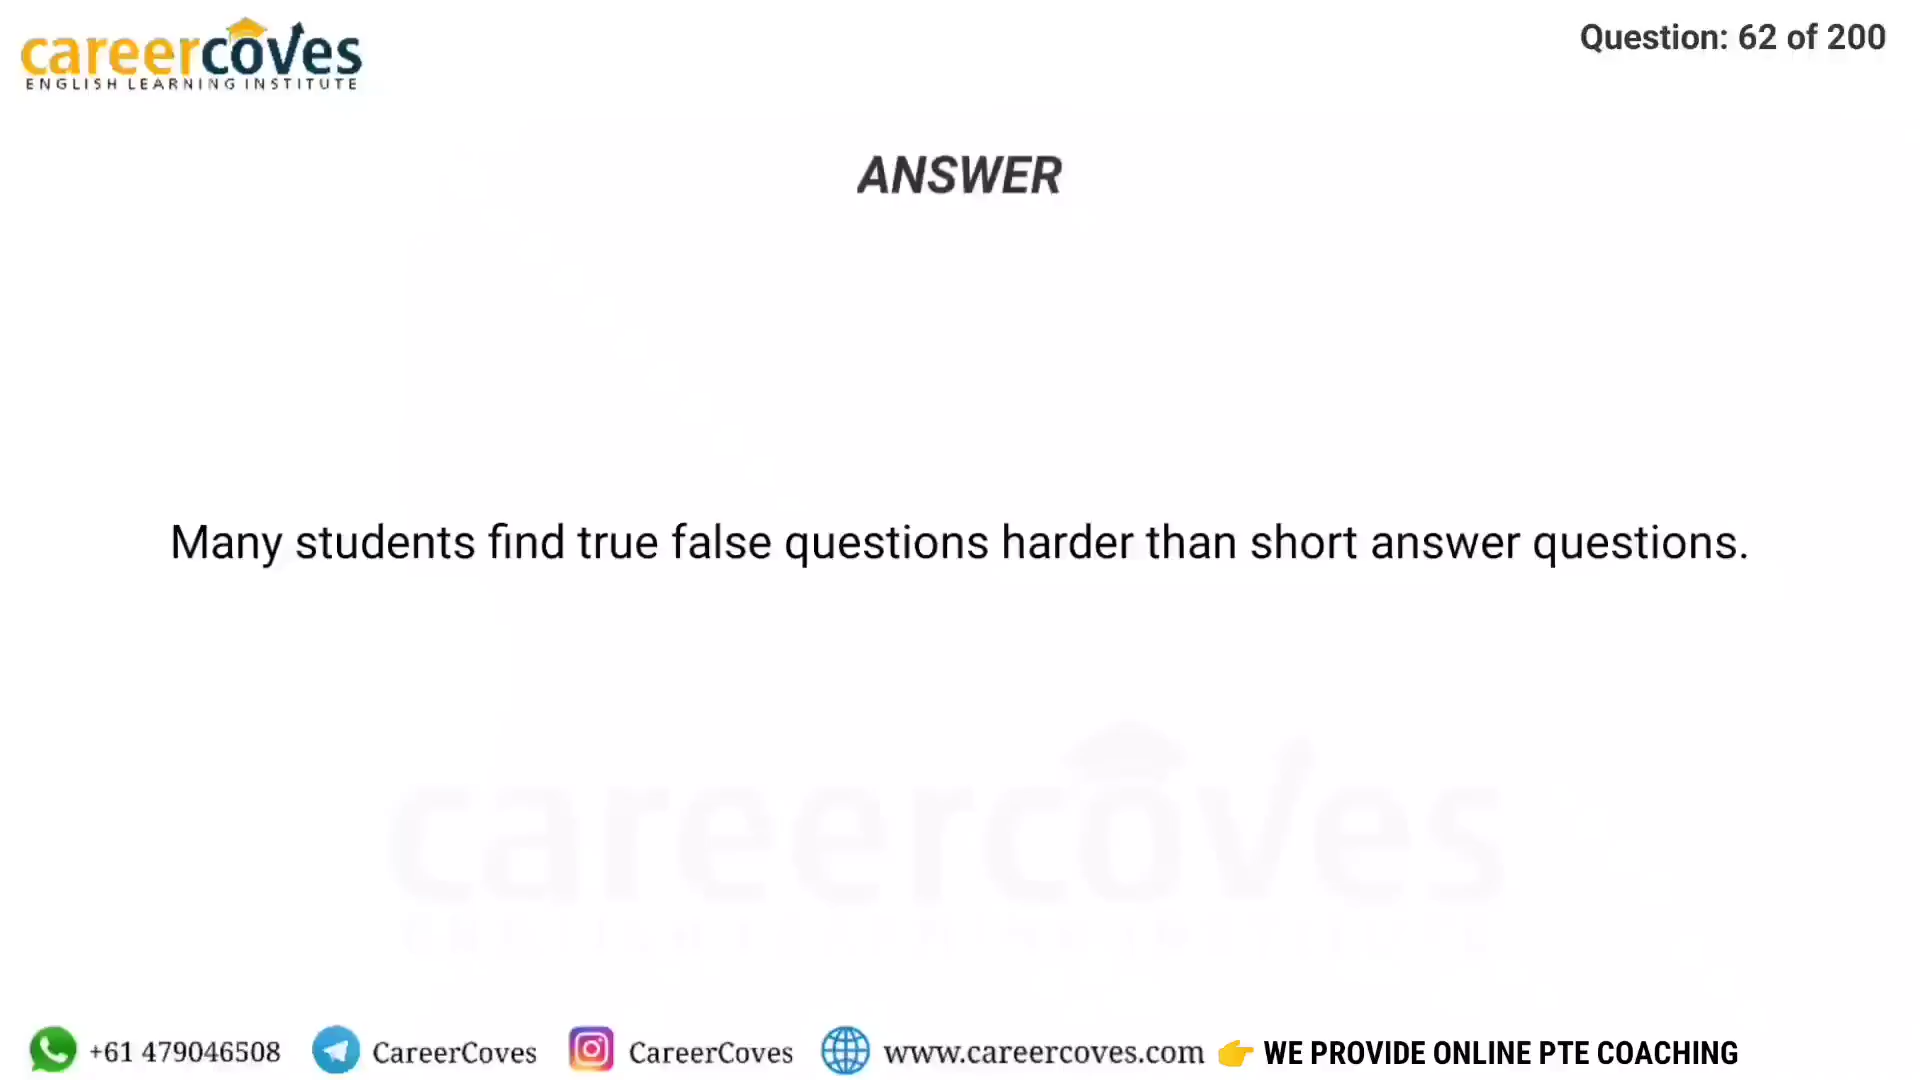 careercoves
ENGLISH LEARNING INSTITUTE
Question: 62 of 200
ANSWER
Many students find true false questions harder than short answer questions.
careercoves
+61 479046508 CareerCoves CareerCoves www.careercoves.com 👉 WE PROVIDE ONLINE PTE COACHING